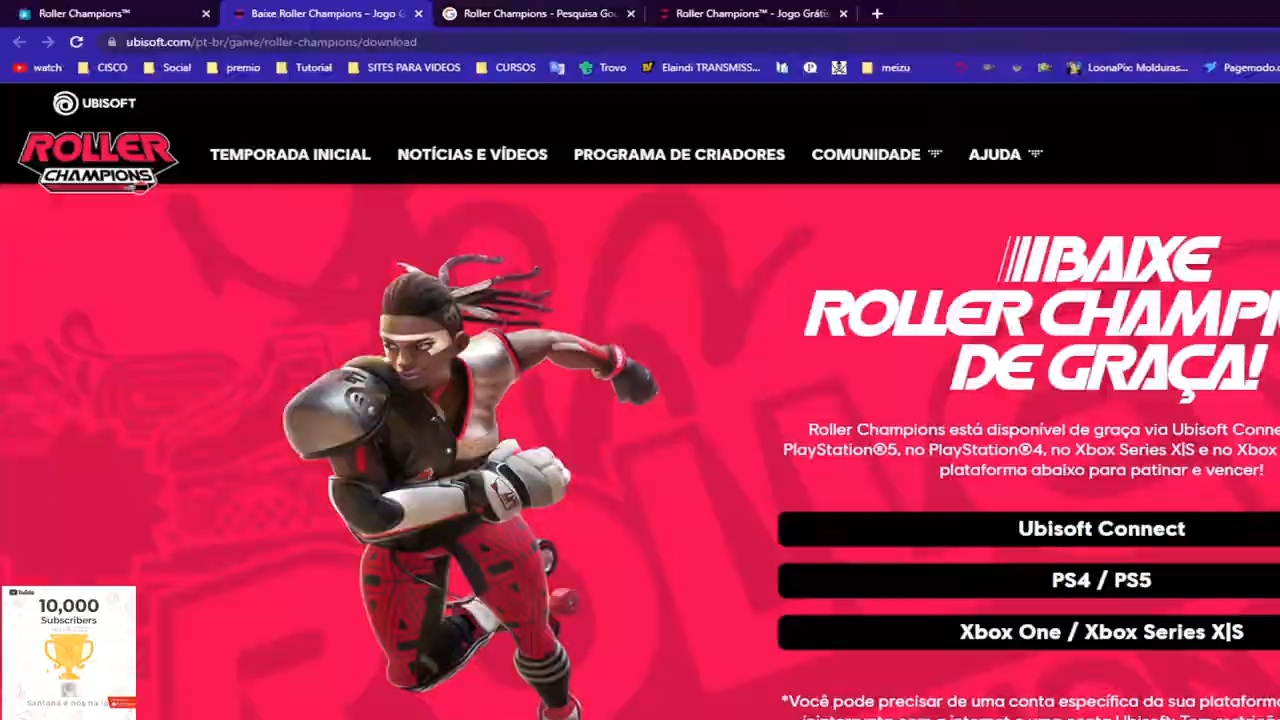 Roller Champions™
Baixe Roller Champions – Jogo G
Roller Champions - Pesquisa Goo
Roller Champions™ - Jogo Grátis
ubisoft.com/pt-br/game/roller-champions/download
watch CISCO Social premio Tutorial SITES PARA VIDEOS CURSOS Trovo Elaindi TRANSMISS... meizu LoonaPix: Molduras... Pagemodo.c
UBISOFT
ROLLER
CHAMPIONS
TEMPORADA INICIAL NOTÍCIAS E VÍDEOS PROGRAMA DE CRIADORES COMUNIDADE AJUDA
BAIXE
ROLLER CHAMPI
DE GRAÇA!
Roller Champions está disponível de graça via Ubisoft Conne
PlayStation®5, no PlayStation®4, no Xbox Series X|S e no Xbox
plataforma abaixo para patinar e vencer!
Ubisoft Connect
PS4 / PS5
Xbox One / Xbox Series X|S
YouTube
10,000
Subscribers
Santana e nos na
*Você pode precisar de uma conta específica da sua plataform